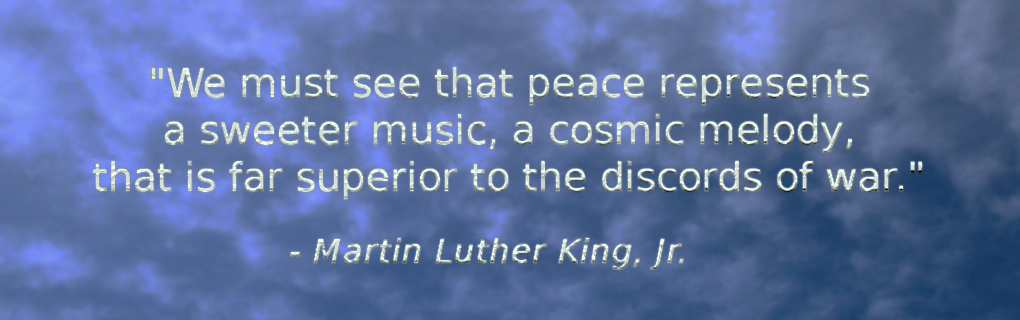 "We must see that peace represents
a sweeter music, a cosmic melody,
that is far superior to the discords of war."
- Martin Luther King, Jr.